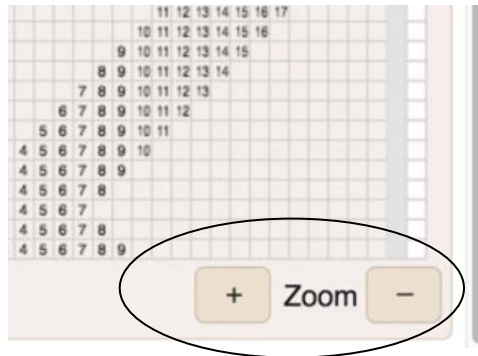 11 12 13 14 15 16 17
10 11 12 13 14 15 16
9 10 11 12 13 14 15
8 9 10 11 12 13 14
7 8 9 10 11 12 13
6 7 8 9 10 11 12
5 6 7 8 9 10 11
4 5 6 7 8 9 10
4 5 6 7 8 9
4 5 6 7 8
4 5 6 7
4 5 6 7 8
4 5 6 7 8 9
+ Zoom −